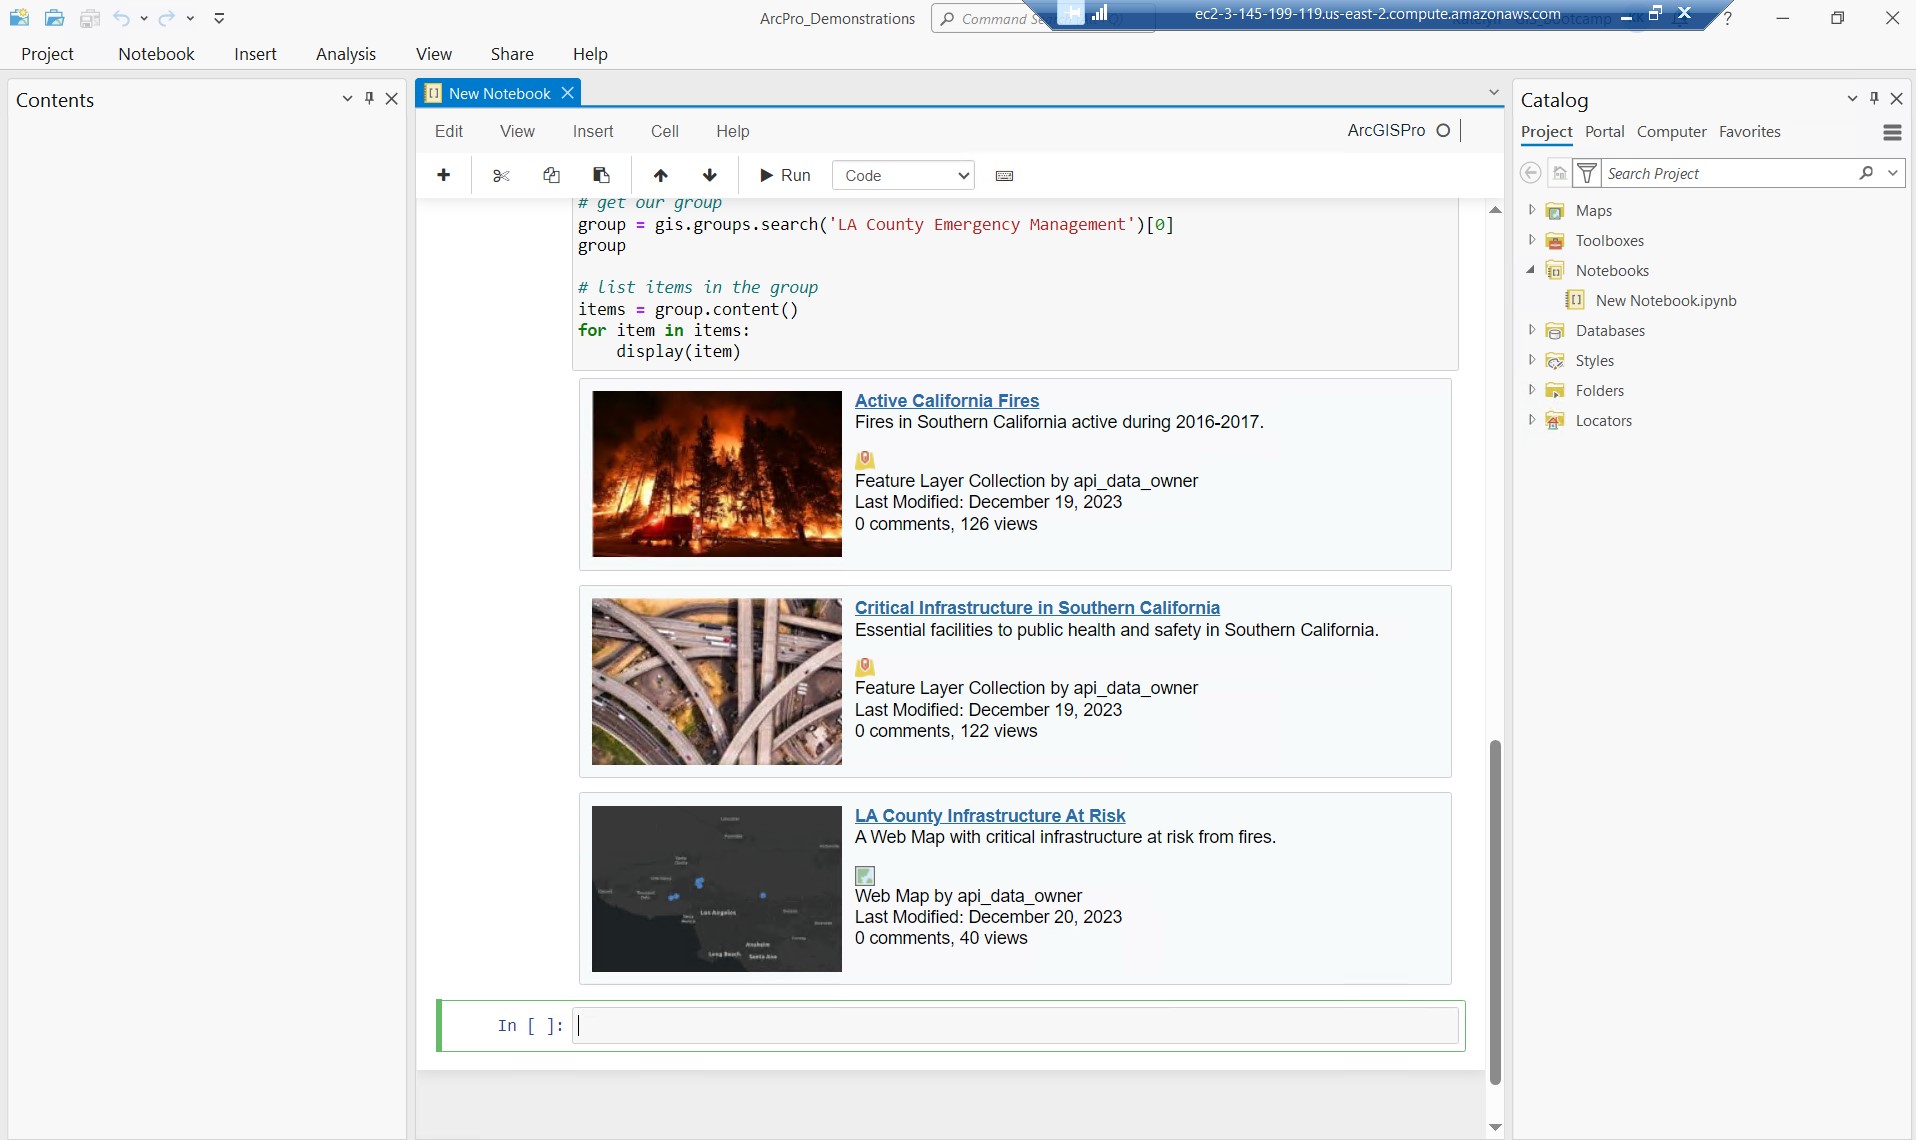 ArcPro_Demonstrations
Command Se
ec2-3-145-199-119.us-east-2.compute.amazonaws.com
?
Project Notebook Insert Analysis View Share Help
Contents
New Notebook
Edit View Insert Cell Help
ArcGISPro
Run
Code
# get our group
group = gis.groups.search('LA County Emergency Management')[0]
group
# list items in the group
items = group.content()
for item in items:
display(item)
Active California Fires
Fires in Southern California active during 2016-2017.
Feature Layer Collection by api_data_owner
Last Modified: December 19, 2023
0 comments, 126 views
Critical Infrastructure in Southern California
Essential facilities to public health and safety in Southern California.
Feature Layer Collection by api_data_owner
Last Modified: December 19, 2023
0 comments, 122 views
LA County Infrastructure At Risk
A Web Map with critical infrastructure at risk from fires.
Web Map by api_data_owner
Last Modified: December 20, 2023
0 comments, 40 views
Los Angeles
Anaheim
Long Beach
Santa Ana
In [ ]:
Catalog
Project Portal Computer Favorites
Search Project
Maps
Toolboxes
Notebooks
New Notebook.ipynb
Databases
Styles
Folders
Locators